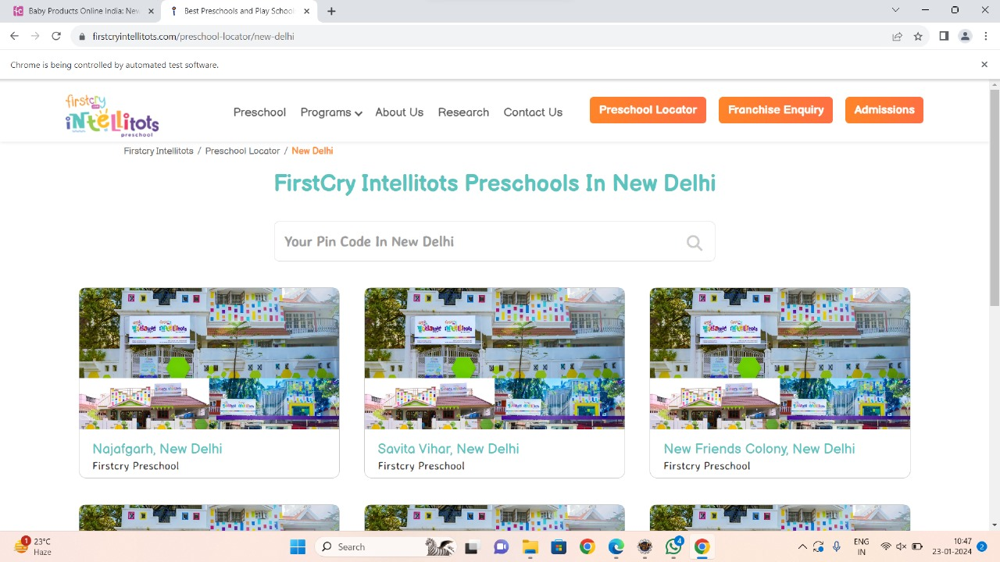 Baby Products Online India: Nev
Best Preschools and Play School
firstcryintellitots.com/preschool-locator/new-delhi
Chrome is being controlled by automated test software.
firstcry
intellitots
preschool
Preschool
Programs
About Us
Research
Contact Us
Preschool Locator
Franchise Enquiry
Admissions
Firstcry Intellitots / Preschool Locator / New Delhi
FirstCry Intellitots Preschools In New Delhi
Your Pin Code In New Delhi
Najafgarh, New Delhi
Firstcry Preschool
Savita Vihar, New Delhi
Firstcry Preschool
New Friends Colony, New Delhi
Firstcry Preschool
1
23°C
Haze
Search
4
ENG
IN
10:47
23-01-2024
2